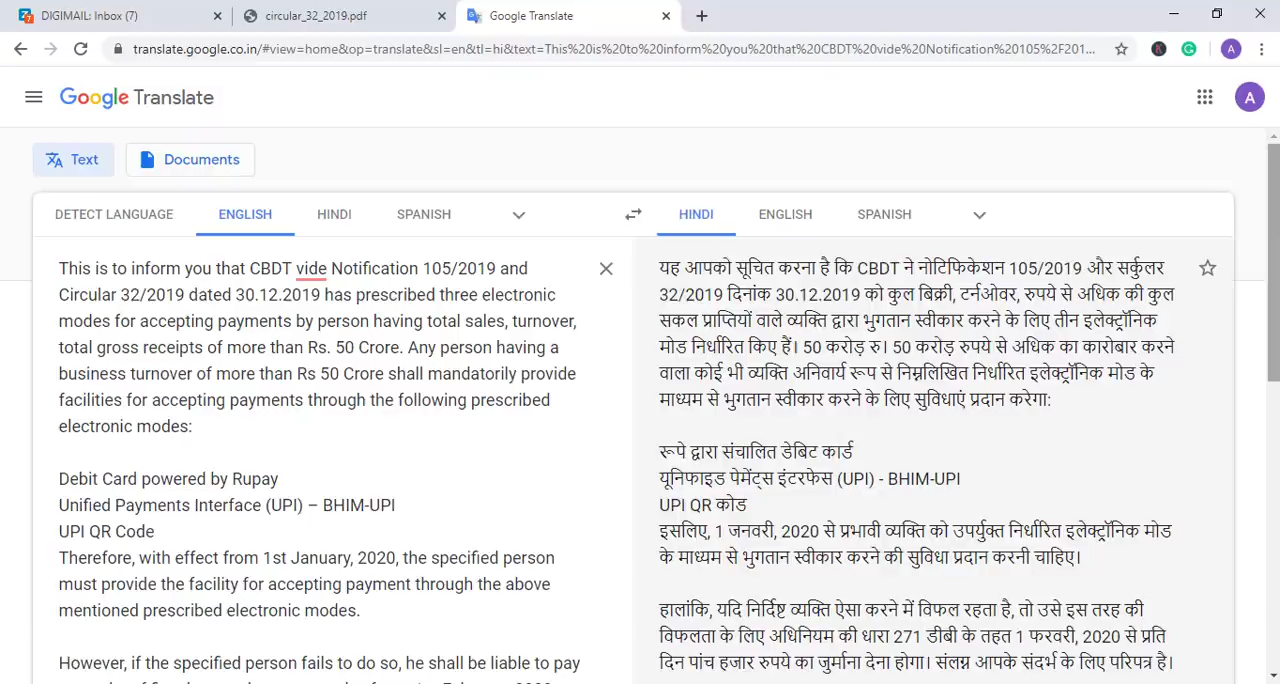 DIGIMAIL: Inbox (7)
circular_32_2019.pdf
Google Translate
translate.google.co.in/#view=home&op=translate&sl=en&tl=hi&text=This%20is%20to%20inform%20you%20that%20CBDT%20vide%20Notification%20105%2F201...
A
Google Translate
A
Text
Documents
DETECT LANGUAGE
ENGLISH
HINDI
SPANISH
HINDI
ENGLISH
SPANISH
This is to inform you that CBDT vide Notification 105/2019 and
Circular 32/2019 dated 30.12.2019 has prescribed three electronic
modes for accepting payments by person having total sales, turnover,
total gross receipts of more than Rs. 50 Crore. Any person having a
business turnover of more than Rs 50 Crore shall mandatorily provide
facilities for accepting payments through the following prescribed
electronic modes:
Debit Card powered by Rupay
Unified Payments Interface (UPI) – BHIM-UPI
UPI QR Code
Therefore, with effect from 1st January, 2020, the specified person
must provide the facility for accepting payment through the above
mentioned prescribed electronic modes.
However, if the specified person fails to do so, he shall be liable to pay
यह आपको सूचित करना है कि CBDT ने नोटिफिकेशन 105/2019 और सर्कुलर
32/2019 दिनांक 30.12.2019 को कुल बिक्री, टर्नओवर, रुपये से अधिक की कुल
सकल प्राप्तियों वाले व्यक्ति द्वारा भुगतान स्वीकार करने के लिए तीन इलेक्ट्रॉनिक
मोड निर्धारित किए हैं। 50 करोड़ रु। 50 करोड़ रुपये से अधिक का कारोबार करने
वाला कोई भी व्यक्ति अनिवार्य रूप से निम्नलिखित निर्धारित इलेक्ट्रॉनिक मोड के
माध्यम से भुगतान स्वीकार करने के लिए सुविधाएं प्रदान करेगा:
रूपे द्वारा संचालित डेबिट कार्ड
यूनिफाइड पेमेंट्स इंटरफेस (UPI) - BHIM-UPI
UPI QR कोड
इसलिए, 1 जनवरी, 2020 से प्रभावी व्यक्ति को उपर्युक्त निर्धारित इलेक्ट्रॉनिक मोड
के माध्यम से भुगतान स्वीकार करने की सुविधा प्रदान करनी चाहिए।
हालांकि, यदि निर्दिष्ट व्यक्ति ऐसा करने में विफल रहता है, तो उसे इस तरह की
विफलता के लिए अधिनियम की धारा 271 डीबी के तहत 1 फरवरी, 2020 से प्रति
दिन पांच हजार रुपये का जुर्माना देना होगा। संलग्न आपके संदर्भ के लिए परिपत्र है।